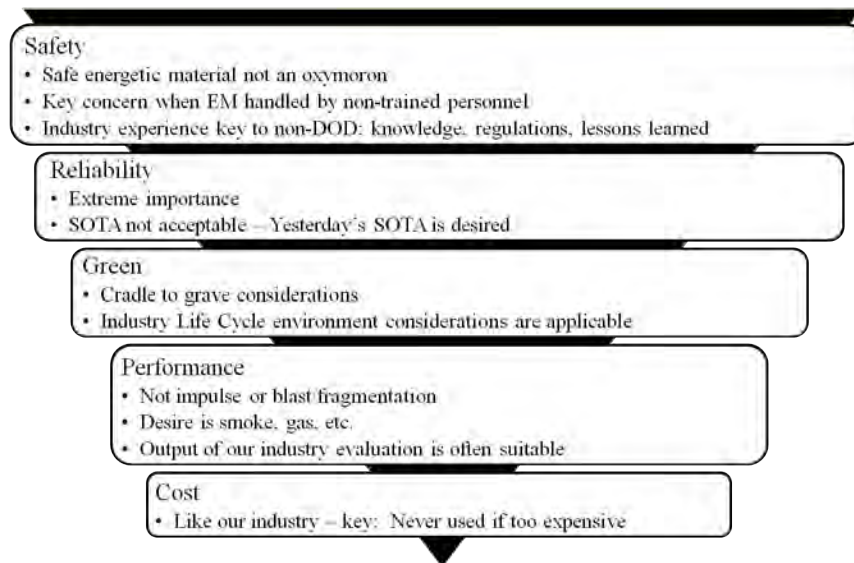 Safety
• Safe energetic material not an oxymoron
• Key concern when EM handled by non-trained personnel
• Industry experience key to non-DOD: knowledge, regulations, lessons learned
Reliability
• Extreme importance
• SOTA not acceptable – Yesterday's SOTA is desired
Green
• Cradle to grave considerations
• Industry Life Cycle environment considerations are applicable
Performance
• Not impulse or blast fragmentation
• Desire is smoke, gas, etc.
• Output of our industry evaluation is often suitable
Cost
• Like our industry – key: Never used if too expensive